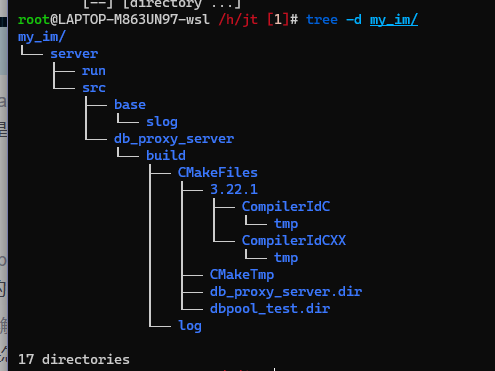 [--] [directory ...]
root@LAPTOP-M863UN97-wsl /h/jt [1]# tree -d my_im/
my_im/
└── server
    ├── run
    └── src
        ├── base
        │   └── slog
        └── db_proxy_server
            └── build
                ├── CMakeFiles
                │   ├── 3.22.1
                │   │   ├── CompilerIdC
                │   │   │   └── tmp
                │   │   └── CompilerIdCXX
                │   │       └── tmp
                │   ├── CMakeTmp
                │   ├── db_proxy_server.dir
                │   └── dbpool_test.dir
                └── log
17 directories